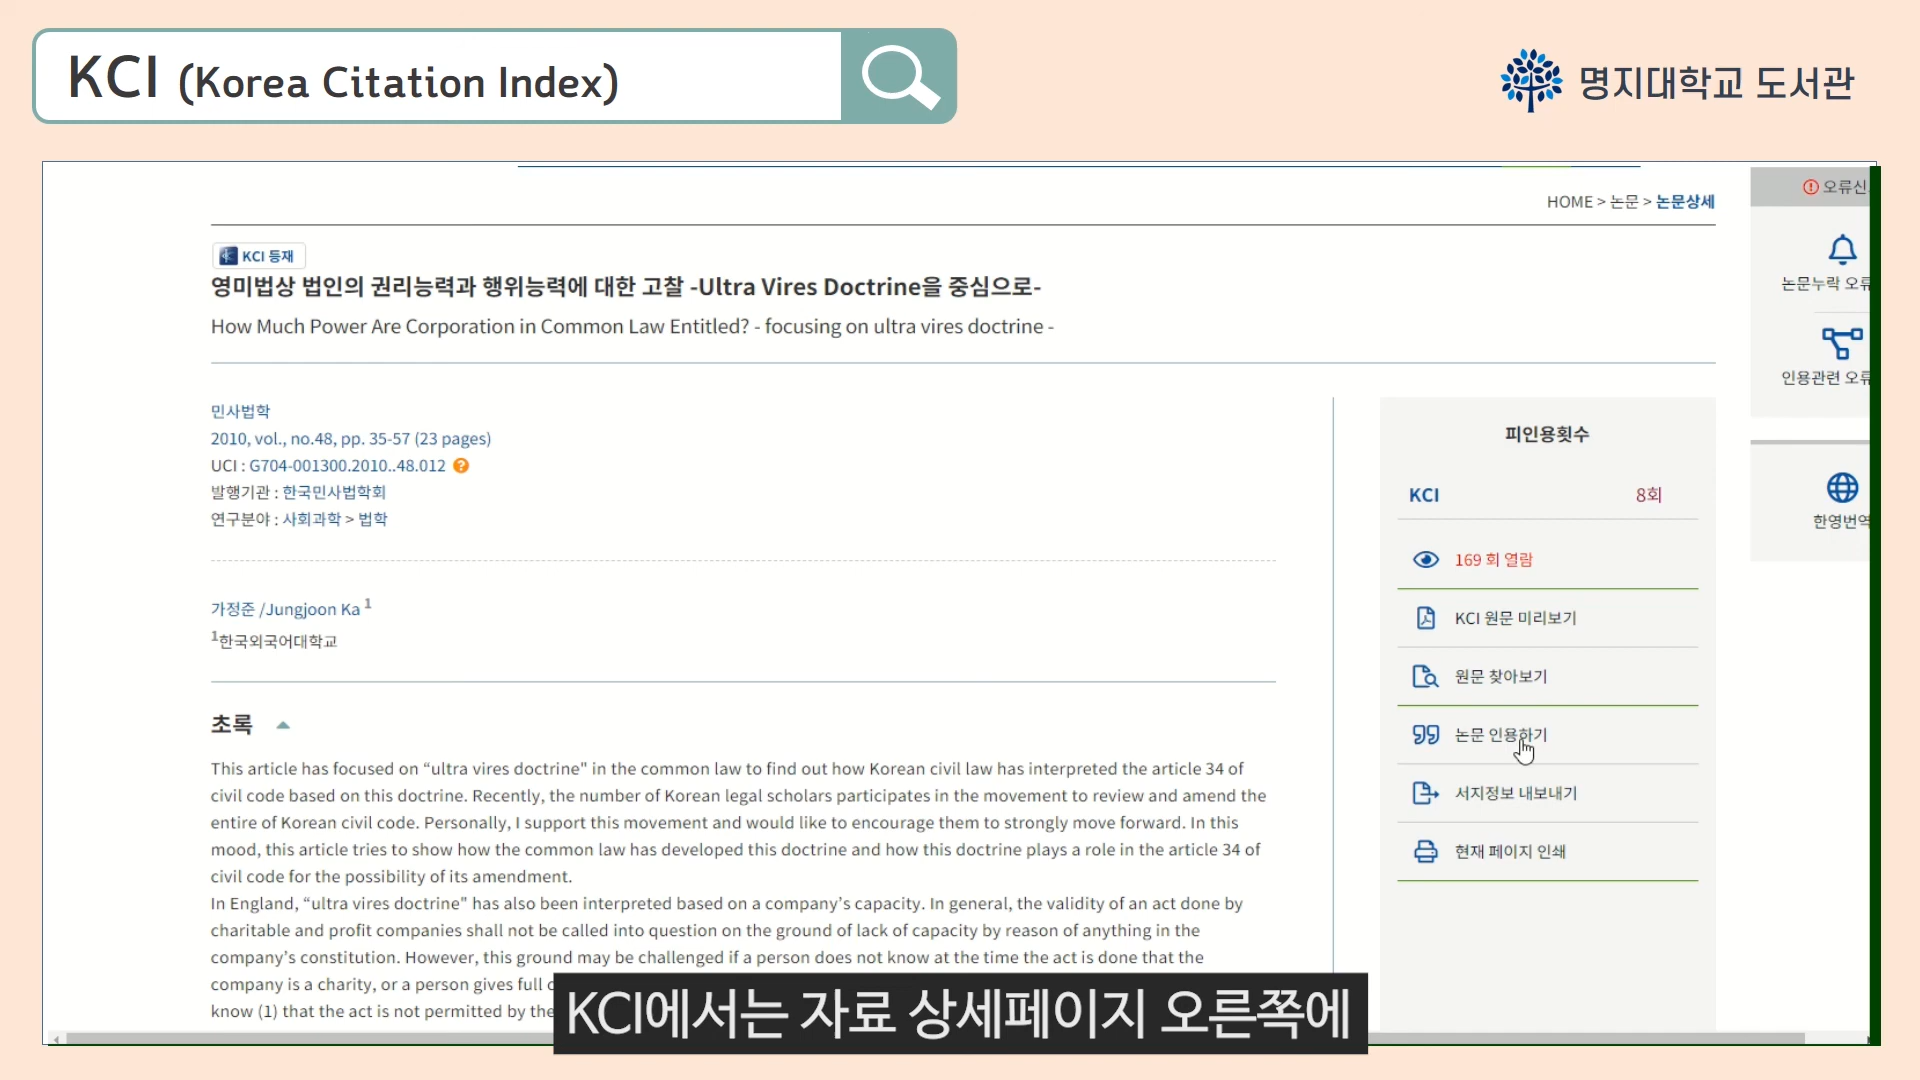 KCI (Korea Citation Index)
명지대학교 도서관
HOME > 논문 > 논문상세
오류신
KCI 등재
영미법상 법인의 권리능력과 행위능력에 대한 고찰 -Ultra Vires Doctrine을 중심으로-
How Much Power Are Corporation in Common Law Entitled? - focusing on ultra vires doctrine -
논문누락 오류
인용관련 오류
한영번역
민사법학
2010, vol., no.48, pp. 35-57 (23 pages)
UCI : G704-001300.2010..48.012
발행기관 : 한국민사법학회
연구분야 : 사회과학 > 법학
가정준 /Jungjoon Ka 1
1한국외국어대학교
초록
This article has focused on “ultra vires doctrine" in the common law to find out how Korean civil law has interpreted the article 34 of
civil code based on this doctrine. Recently, the number of Korean legal scholars participates in the movement to review and amend the
entire of Korean civil code. Personally, I support this movement and would like to encourage them to strongly move forward. In this
mood, this article tries to show how the common law has developed this doctrine and how this doctrine plays a role in the article 34 of
civil code for the possibility of its amendment.
In England, “ultra vires doctrine" has also been interpreted based on a company’s capacity. In general, the validity of an act done by
charitable and profit companies shall not be called into question on the ground of lack of capacity by reason of anything in the
company’s constitution. However, this ground may be challenged if a person does not know at the time the act is done that the
company is a charity, or a person gives full
know (1) that the act is not permitted by the
피인용횟수
KCI 8회
169 회 열람
KCI 원문 미리보기
원문 찾아보기
논문 인용하기
서지정보 내보내기
현재 페이지 인쇄
KCI에서는 자료 상세페이지 오른쪽에